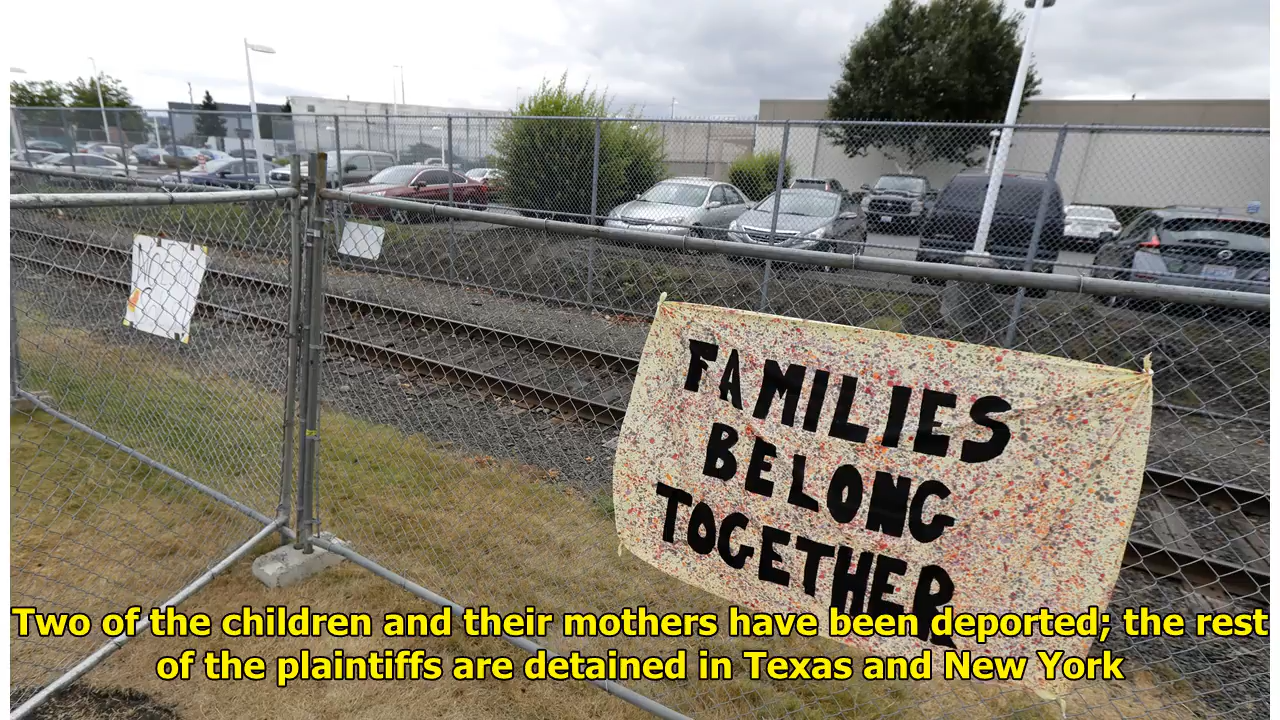 FAMILIES
BELONG
TOGETHER
Two of the children and their mothers have been deported; the rest
of the plaintiffs are detained in Texas and New York